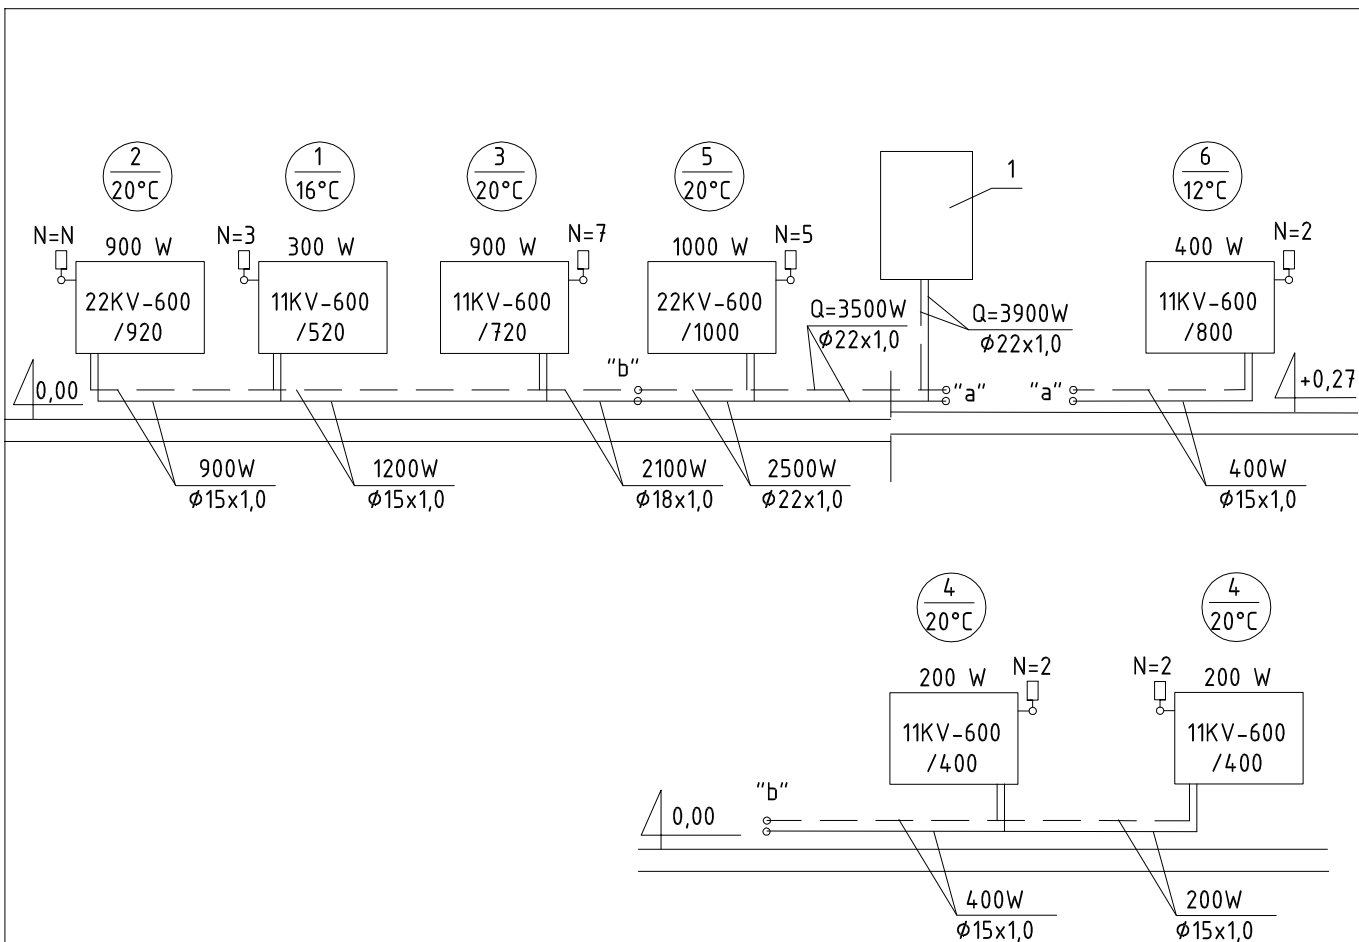 2
20°C
1
16°C
3
20°C
5
20°C
1
6
12°C
N=N
900 W
N=3
300 W
900 W
N=7
1000 W
N=5
400 W
N=2
22KV-600
/920
11KV-600
/520
11KV-600
/720
22KV-600
/1000
11KV-600
/800
Q=3500W
Ø22x1,0
Q=3900W
Ø22x1,0
0,00
"b"
"a"
"a"
+0,27
900W
Ø15x1,0
1200W
Ø15x1,0
2100W
Ø18x1,0
2500W
Ø22x1,0
400W
Ø15x1,0
4
20°C
4
20°C
200 W
N=2
N=2
200 W
11KV-600
/400
11KV-600
/400
"b"
0,00
400W
Ø15x1,0
200W
Ø15x1,0